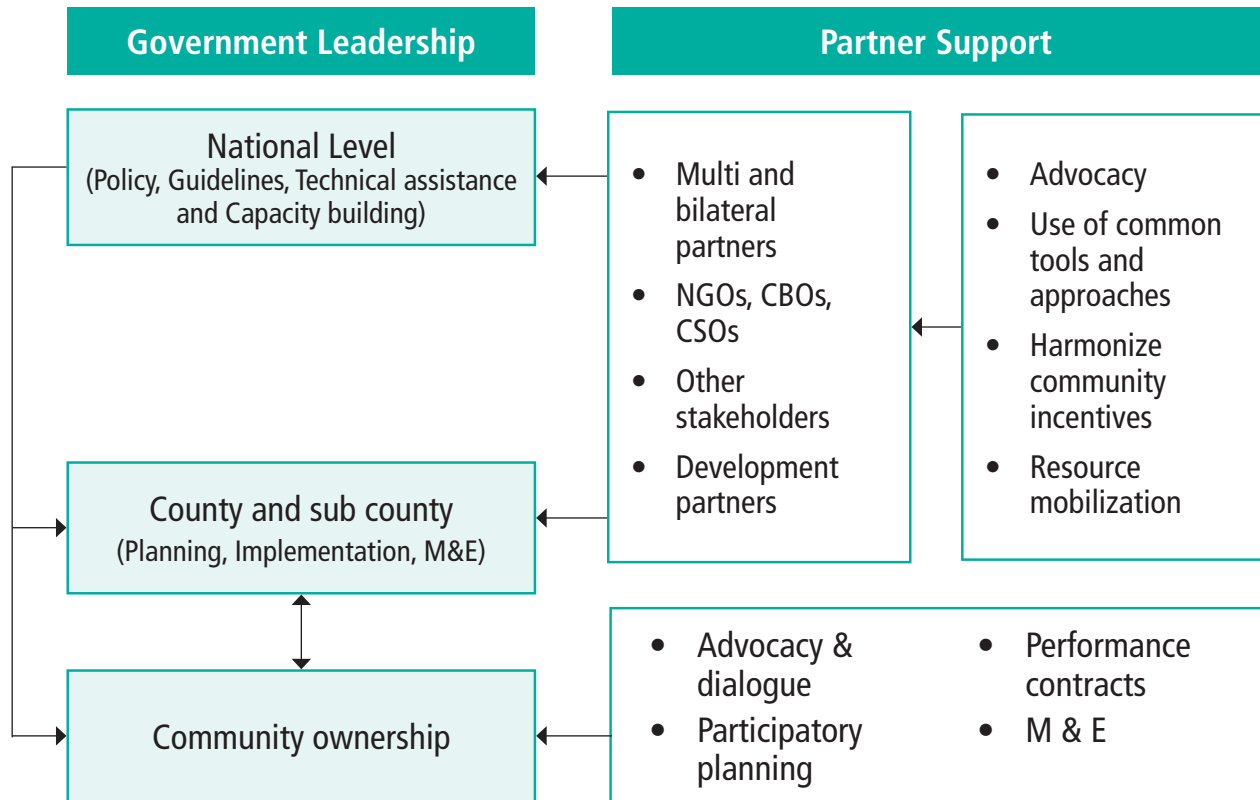 Government Leadership
Partner Support
National Level
(Policy, Guidelines, Technical assistance
and Capacity building)
• Multi and
bilateral
partners
• NGOs, CBOs,
CSOs
• Other
stakeholders
• Development
partners
• Advocacy
• Use of common
tools and
approaches
• Harmonize
community
incentives
• Resource
mobilization
County and sub county
(Planning, Implementation, M&E)
Community ownership
• Advocacy &
dialogue
• Participatory
planning
• Performance
contracts
• M & E